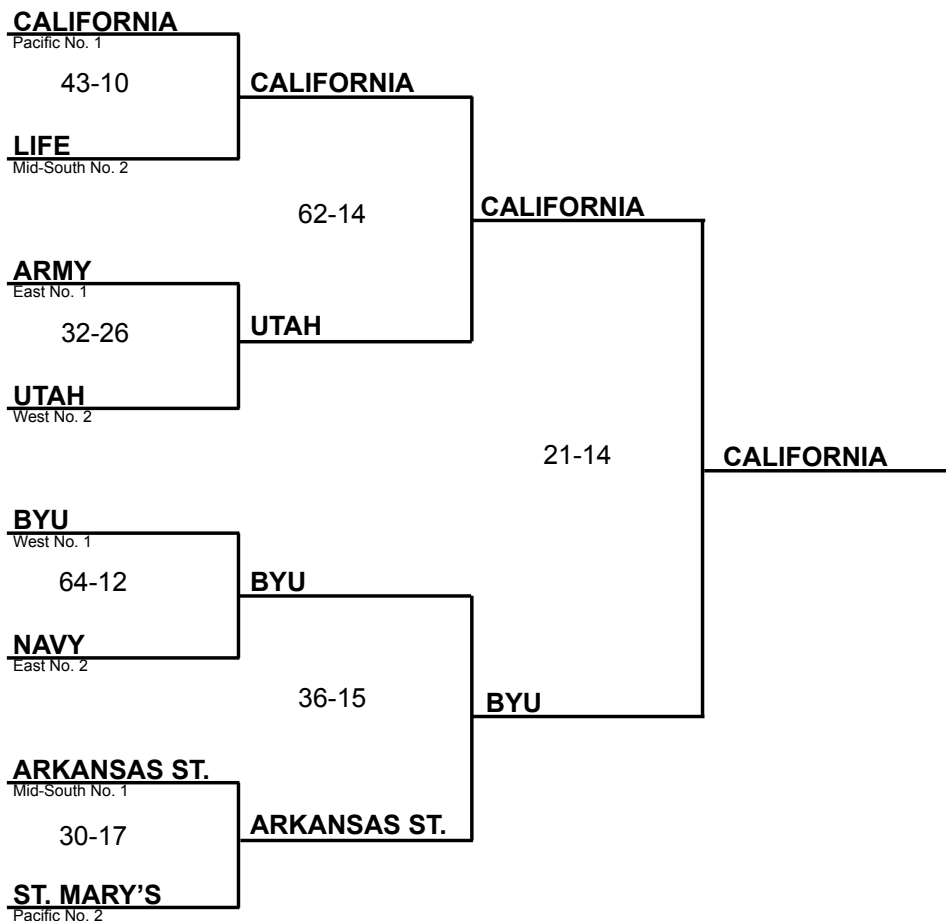 CALIFORNIA
Pacific No. 1
43-10
CALIFORNIA
LIFE
Mid-South No. 2
62-14
CALIFORNIA
ARMY
East No. 1
32-26
UTAH
UTAH
West No. 2
21-14
CALIFORNIA
BYU
West No. 1
64-12
BYU
NAVY
East No. 2
36-15
BYU
ARKANSAS ST.
Mid-South No. 1
30-17
ARKANSAS ST.
ST. MARY’S
Pacific No. 2